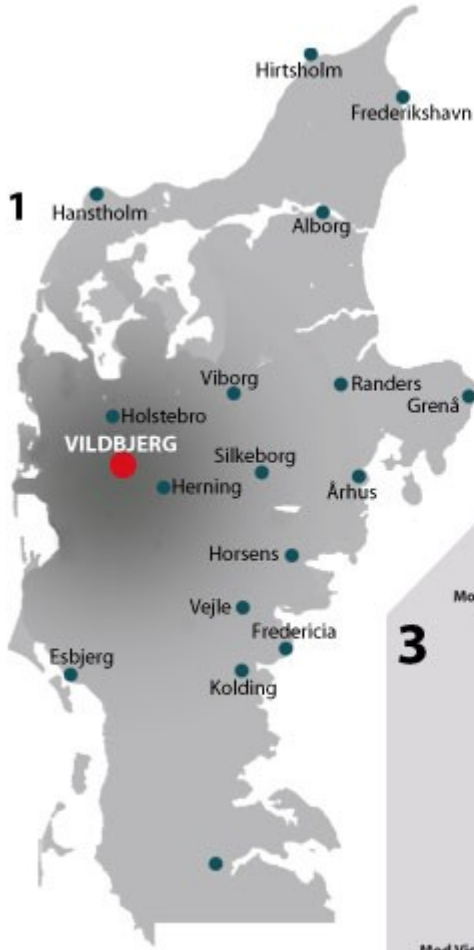 Hirtsholm
Frederikshavn
1
Hanstholm
Alborg
Viborg
Randers
Grenå
Holstebro
VILDBJERG
Silkeborg
Herning
Århus
Horsens
Vejle
Fredericia
3
Esbjerg
Kolding